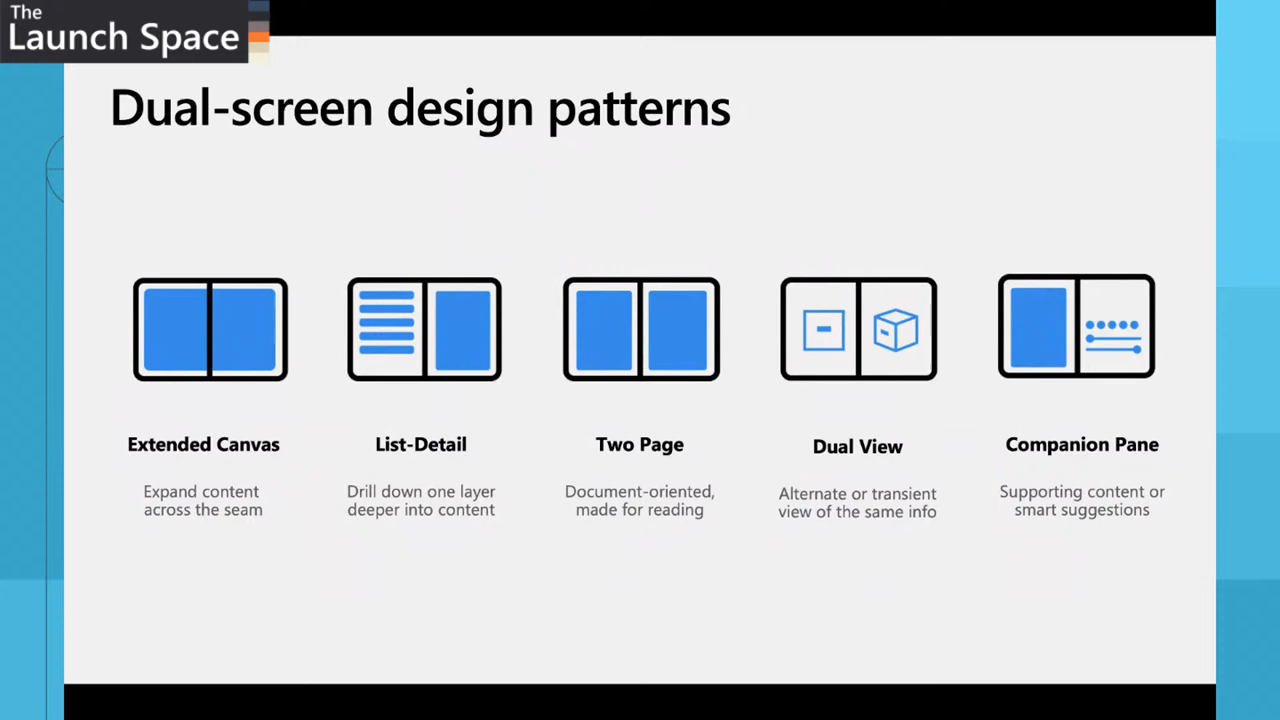 The
Launch Space
Dual-screen design patterns
Extended Canvas
Expand content
across the seam
List-Detail
Drill down one layer
deeper into content
Two Page
Document-oriented,
made for reading
Dual View
Alternate or transient
view of the same info
Companion Pane
Supporting content or
smart suggestions